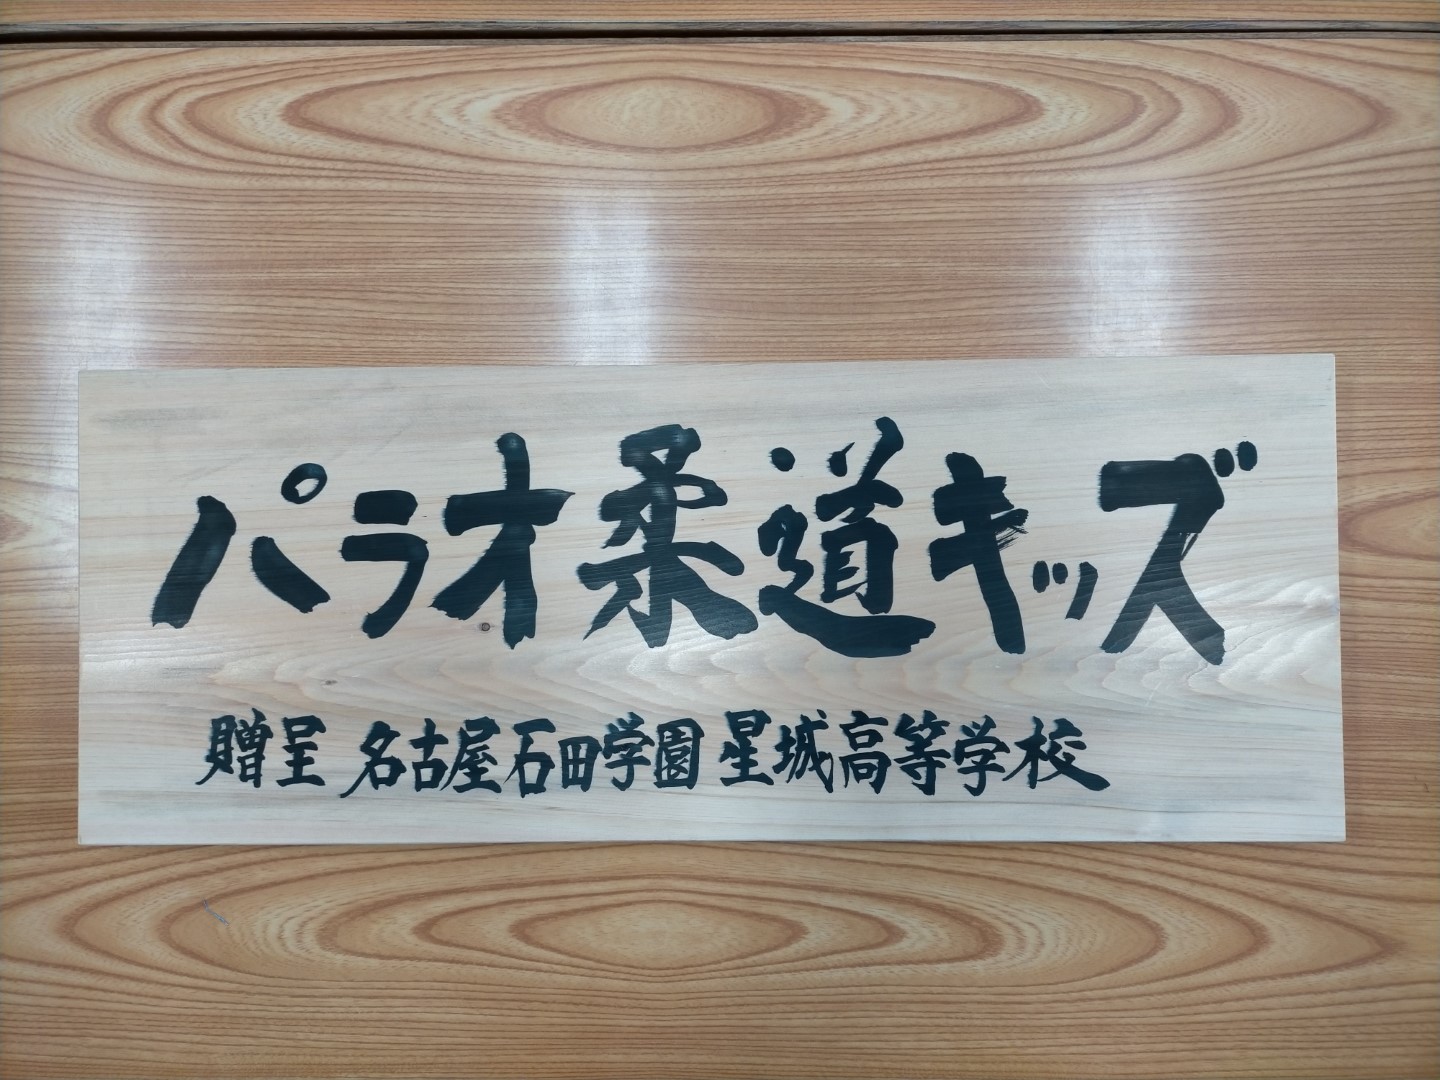 パラオ柔道キッズ
贈呈 名古屋石田学園 星城高等学校